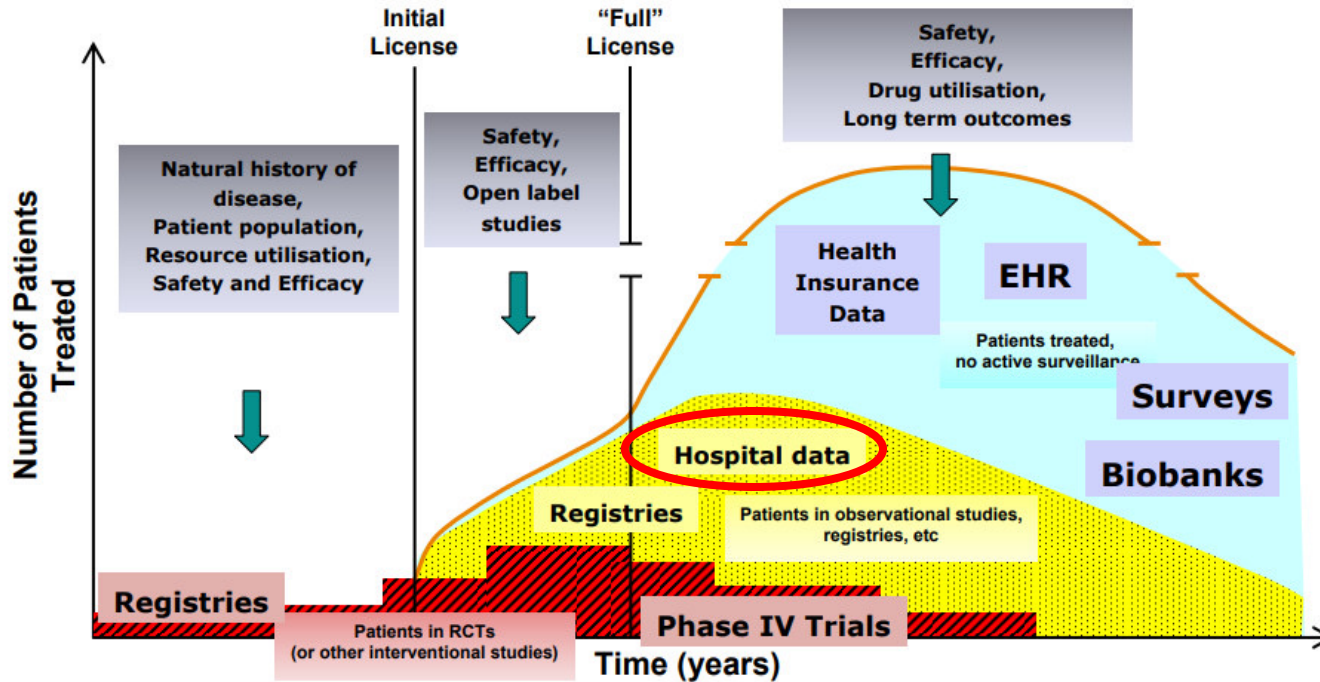 Initial
License
“Full”
License
Safety,
Efficacy,
Drug utilisation,
Long term outcomes
Safety,
Efficacy,
Open label
studies
Natural history of
disease,
Patient population,
Resource utilisation,
Safety and Efficacy
Number of Patients
Treated
Health
Insurance
Data
EHR
Patients treated,
no active surveillance
Surveys
Biobanks
Hospital data
Registries
Patients in observational studies,
registries, etc
Registries
Patients in RCTs
(or other interventional studies)
Phase IV Trials
Time (years)